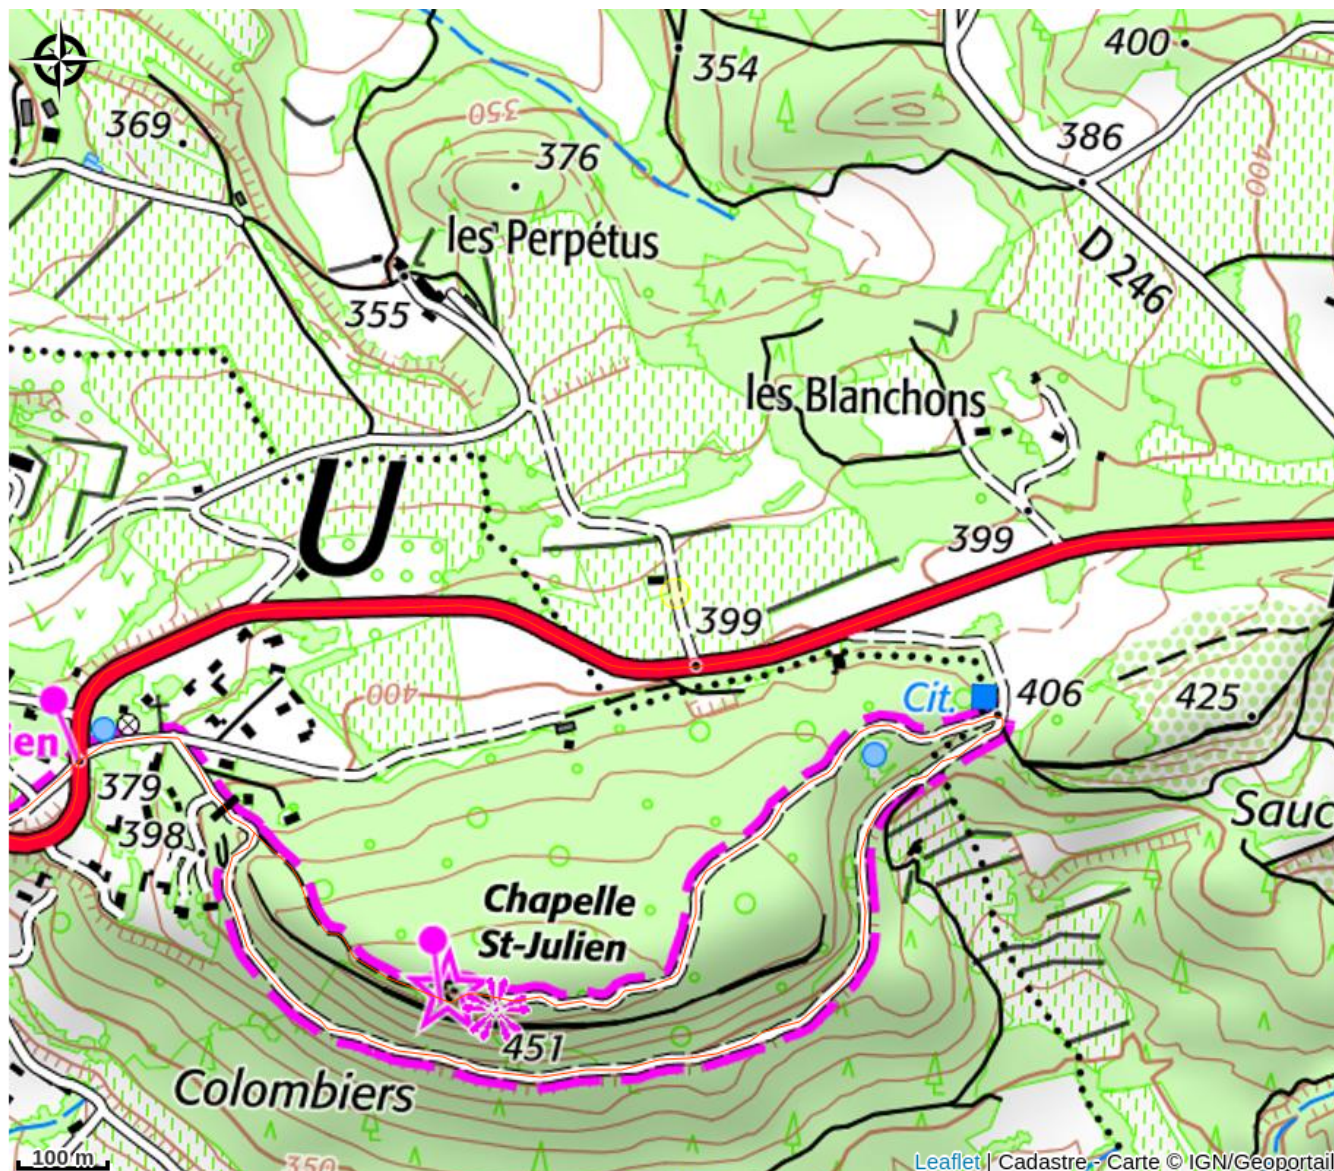 400
354
350
386
369
376
400
les Perpétus
D 246
355
les Blanchons
U
399
399
400
Cit.
406
425
ien
379
398
Sauc
Chapelle
St-Julien
451
Colombiers
100 m
350
Leaflet | Cadastre - Carte © IGN/Geoportail